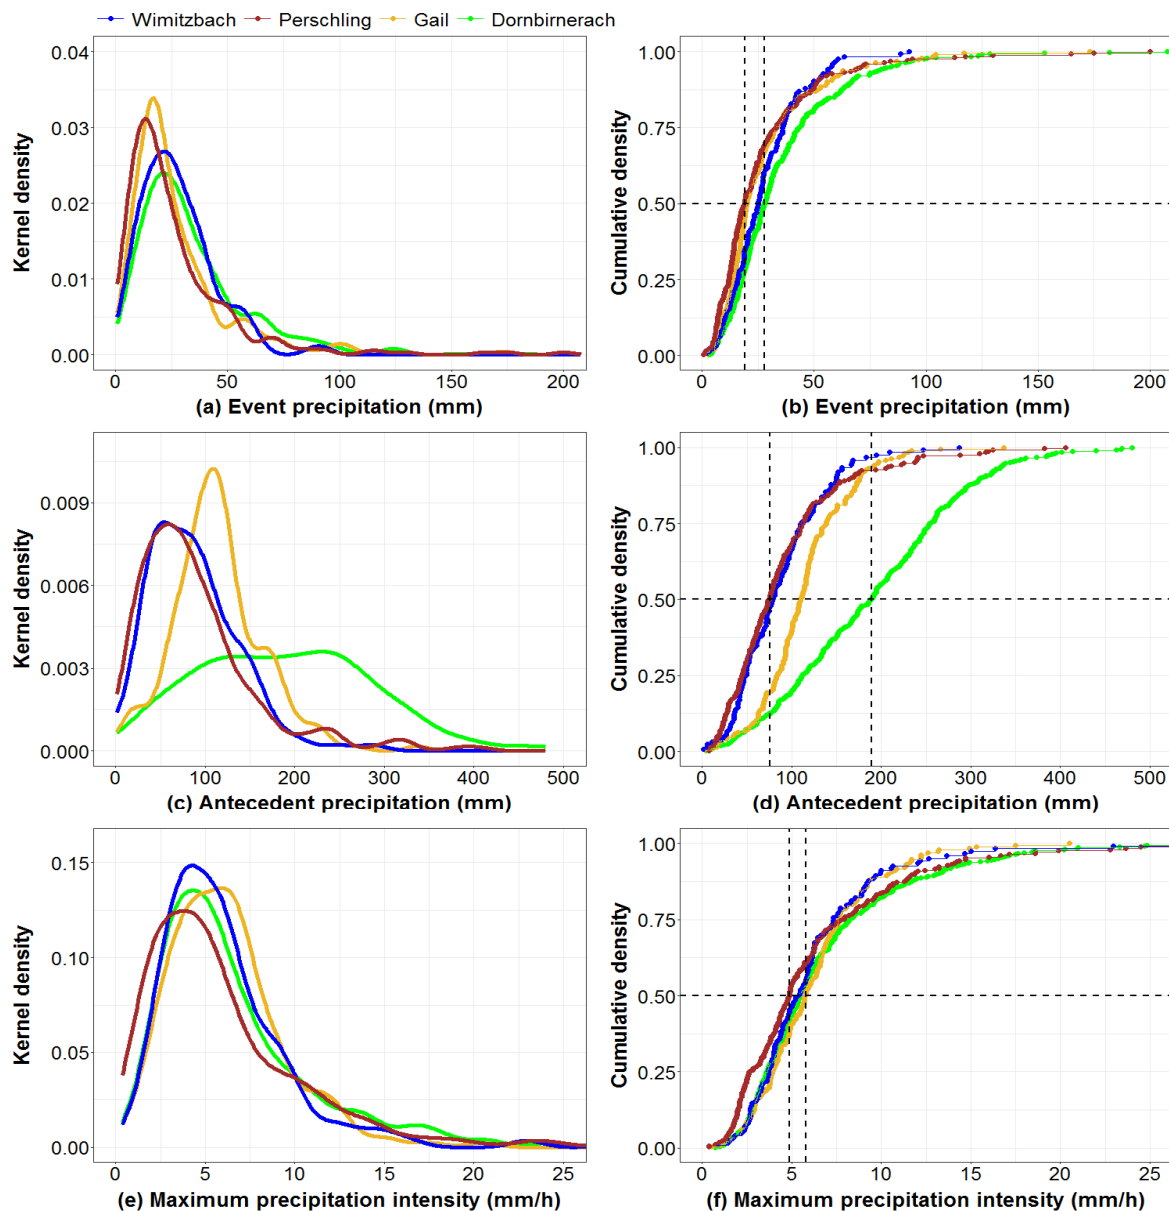 Wimitzbach Perschling Gail Dornbirnerach
0.04
0.03
0.02
0.01
0.00
Kernel density
0 50 100 150 200
(a) Event precipitation (mm)
1.00
0.75
0.50
0.25
0.00
Cumulative density
0 50 100 150 200
(b) Event precipitation (mm)
0.009
0.006
0.003
0.000
Kernel density
0 100 200 300 400 500
(c) Antecedent precipitation (mm)
1.00
0.75
0.50
0.25
0.00
Cumulative density
0 100 200 300 400 500
(d) Antecedent precipitation (mm)
0.15
0.10
0.05
0.00
Kernel density
0 5 10 15 20 25
(e) Maximum precipitation intensity (mm/h)
1.00
0.75
0.50
0.25
0.00
Cumulative density
0 5 10 15 20 25
(f) Maximum precipitation intensity (mm/h)